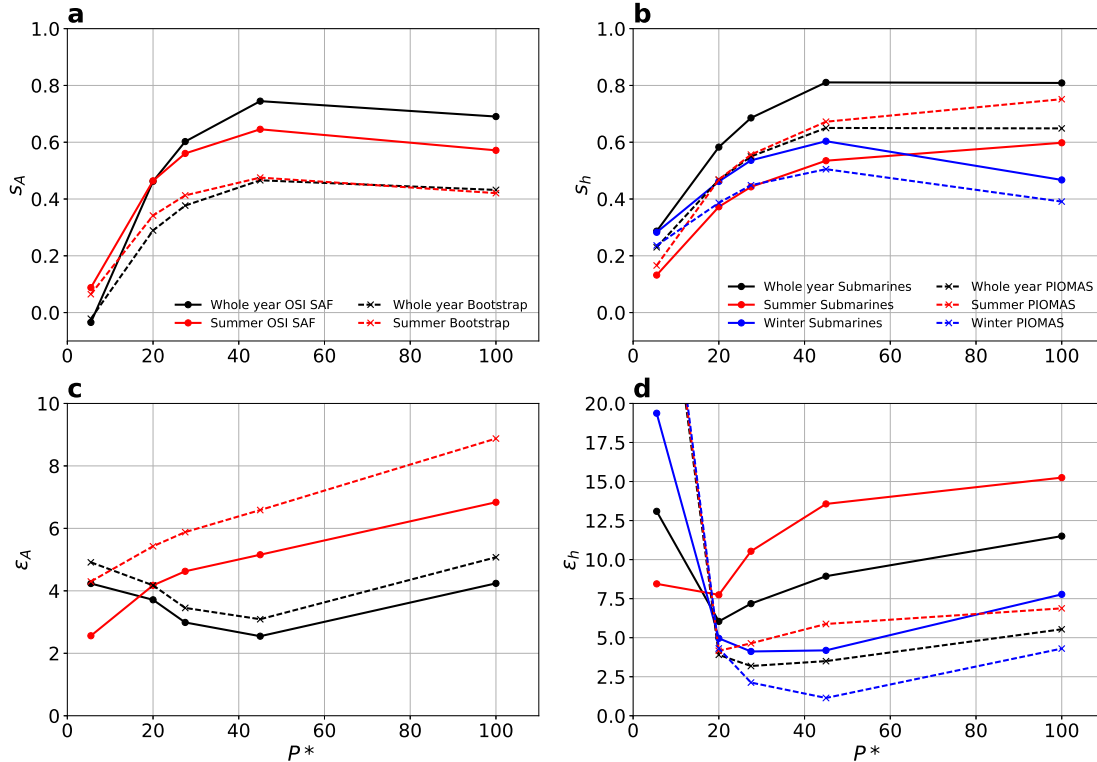 a
1.0
0.8
0.6
0.4
0.2
0.0
s_A
Whole year OSI SAF
Summer OSI SAF
Whole year Bootstrap
Summer Bootstrap
0 20 40 60 80 100
b
1.0
0.8
0.6
0.4
0.2
0.0
s_h
Whole year Submarines
Summer Submarines
Winter Submarines
Whole year PIOMAS
Summer PIOMAS
Winter PIOMAS
0 20 40 60 80 100
c
10
8
6
4
2
0
ε_A
0 20 40 60 80 100
P *
d
20.0
17.5
15.0
12.5
10.0
7.5
5.0
2.5
0.0
ε_h
0 20 40 60 80 100
P *